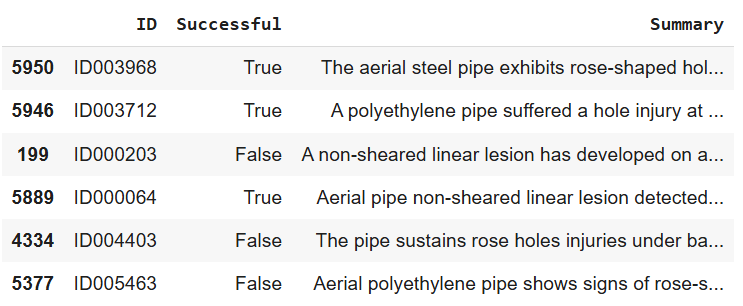 ID Successful Summary
5950 ID003968 True The aerial steel pipe exhibits rose-shaped hol...
5946 ID003712 True A polyethylene pipe suffered a hole injury at ...
199 ID000203 False A non-sheared linear lesion has developed on a...
5889 ID000064 True Aerial pipe non-sheared linear lesion detected...
4334 ID004403 False The pipe sustains rose holes injuries under ba...
5377 ID005463 False Aerial polyethylene pipe shows signs of rose-s...